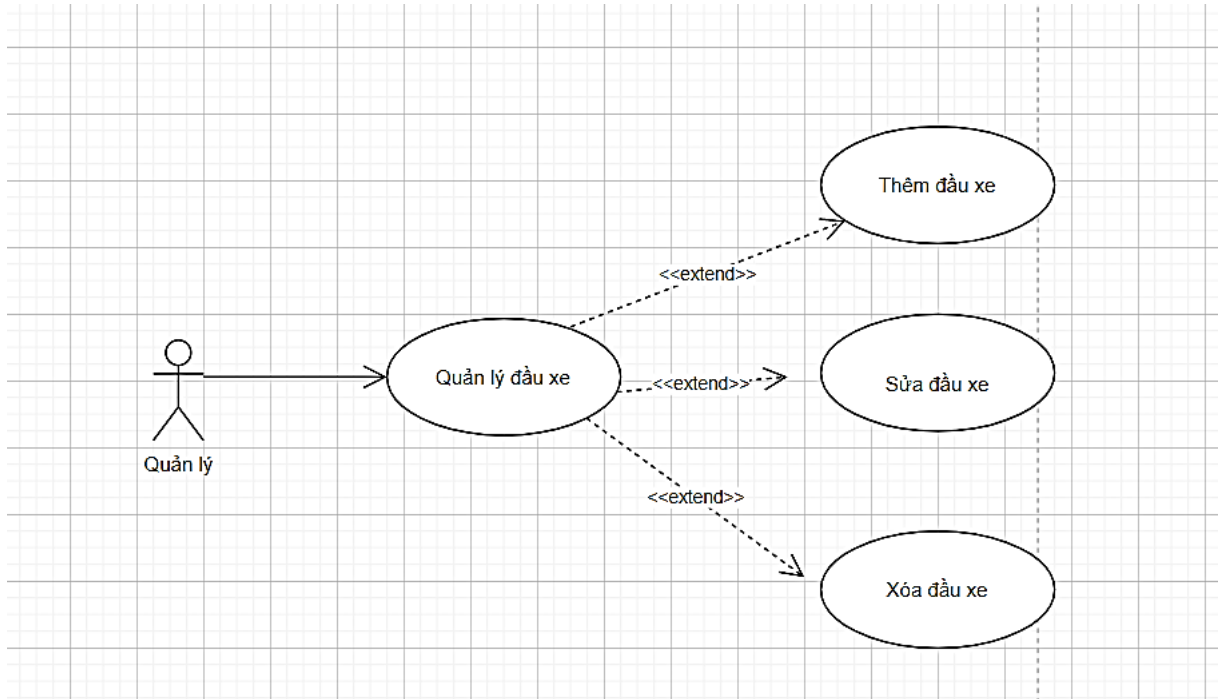 Thêm đầu xe
<<extend>>
Quản lý đầu xe
<<extend>>
Sửa đầu xe
Quản lý
<<extend>>
Xóa đầu xe